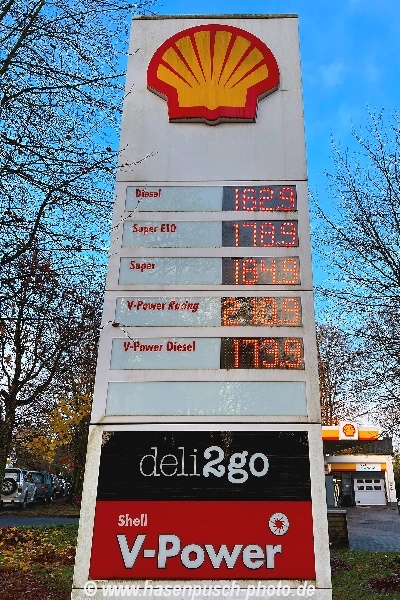 Diesel 162.9
Super E10 178.9
Super 184.9
V-Power Racing 210.9
V-Power Diesel 173.9
deli2go
Shell
V-Power
© www.hasenpusch-photo.de